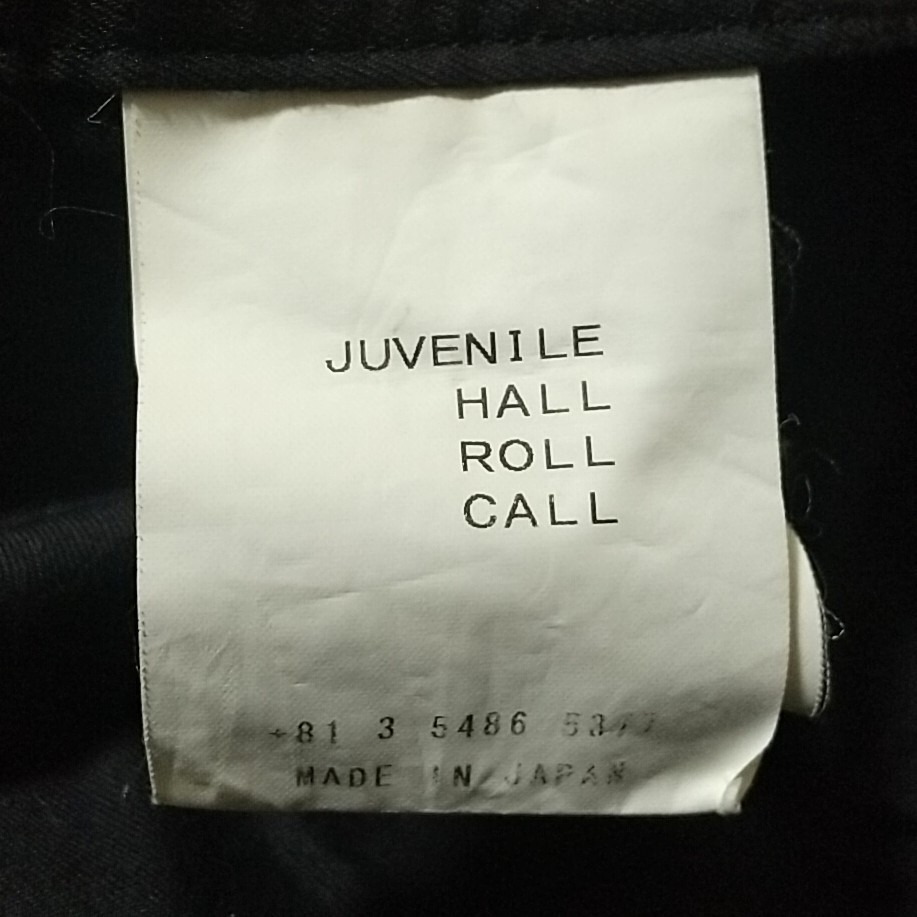 JUVENILE
HALL
ROLL
CALL
+81 3 5486
MADE IN JAPAN